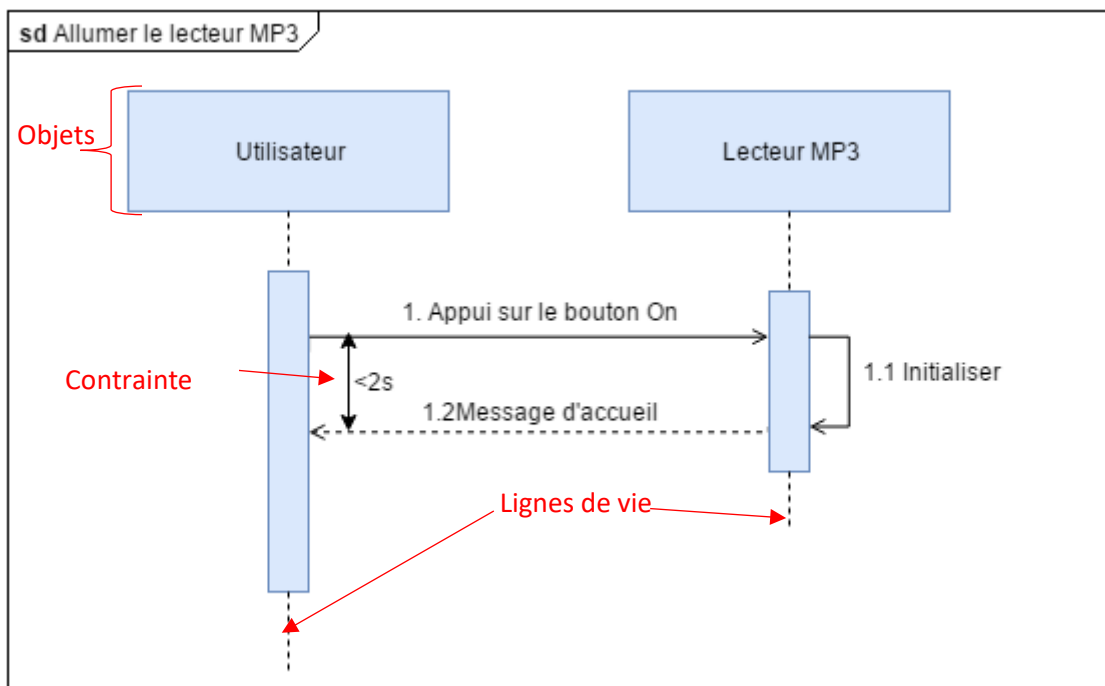 sd Allumer le lecteur MP3
Objets
Utilisateur
Lecteur MP3
1. Appui sur le bouton On
Contrainte
<2s
1.1 Initialiser
1.2Message d'accueil
Lignes de vie